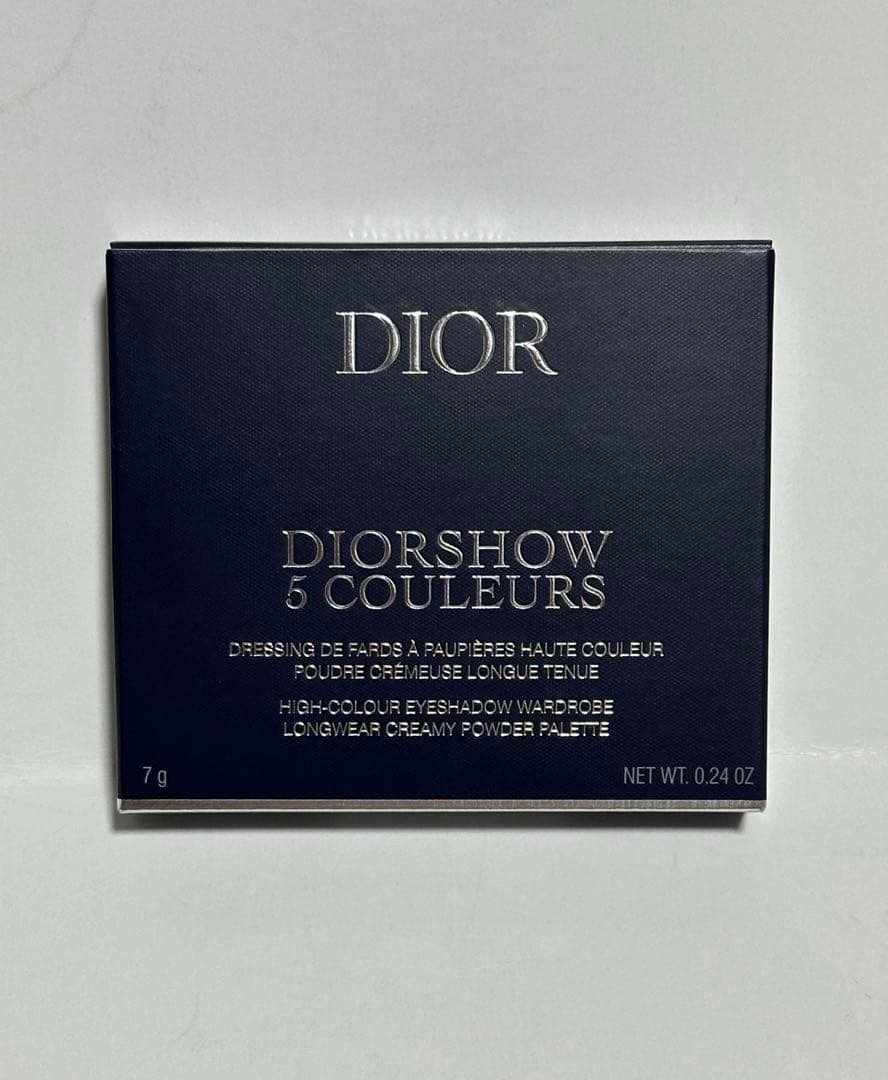 DIOR
DIORSHOW
5 COULEURS
DRESSING DE FARDS À PAUPIÈRES HAUTE COULEUR
POUDRE CRÉMEUSE LONGUE TENUE
HIGH-COLOUR EYESHADOW WARDROBE
LONGWEAR CREAMY POWDER PALETTE
7 g
NET WT. 0.24 OZ